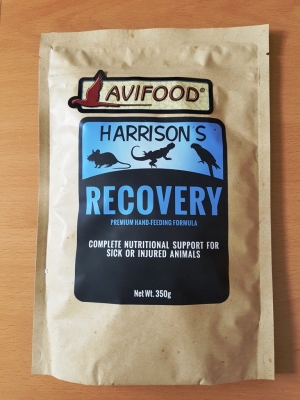 AVIFOOD®
HARRISON'S
RECOVERY
PREMIUM HAND-FEEDING FORMULA
COMPLETE NUTRITIONAL SUPPORT FOR
SICK OR INJURED ANIMALS
Net Wt. 350g